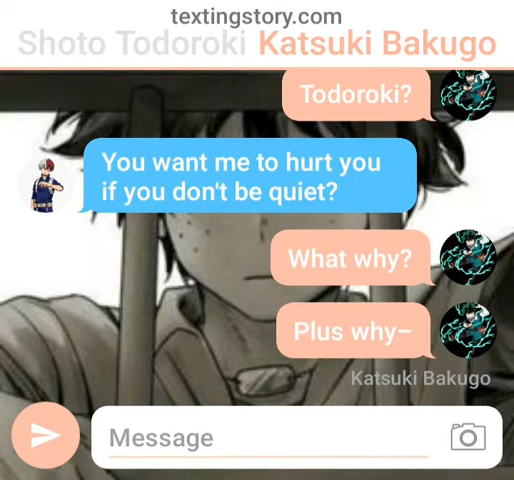 textingstory.com
Shoto Todoroki Katsuki Bakugo
Todoroki?
You want me to hurt you
if you don't be quiet?
What why?
Plus why–
Katsuki Bakugo
Message